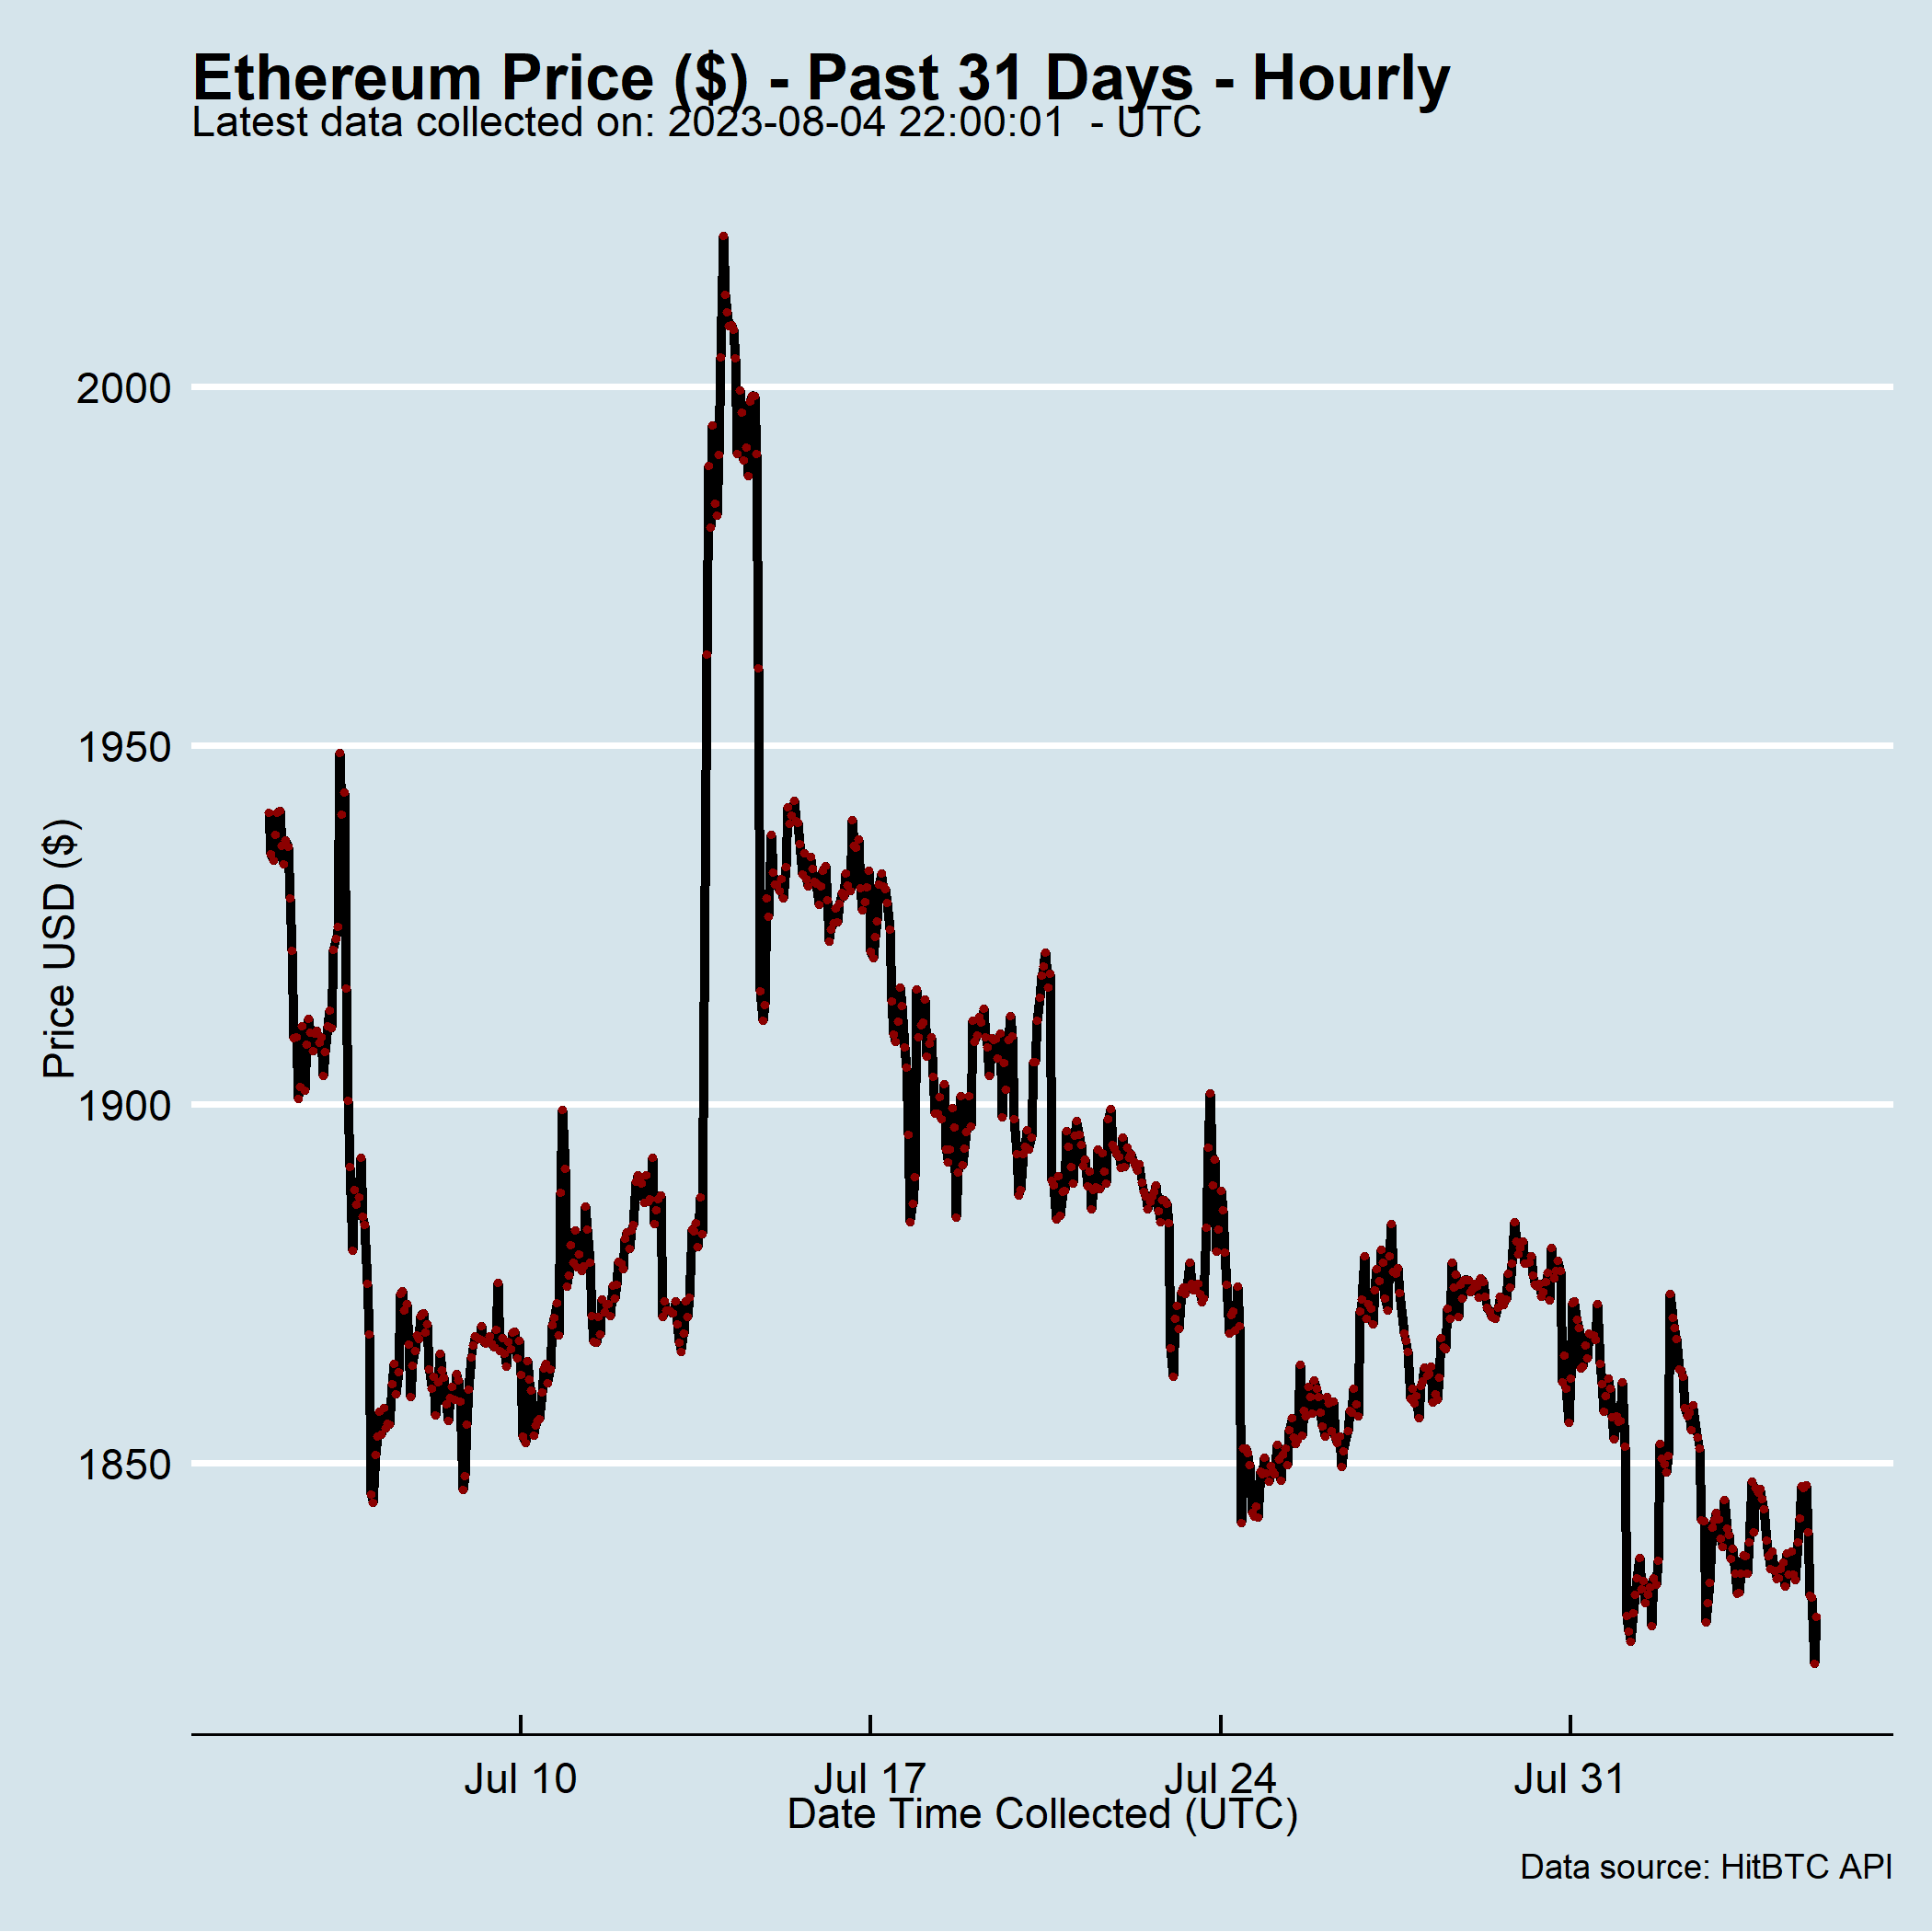 Ethereum Price ($) - Past 31 Days - Hourly
Latest data collected on: 2023-08-04 22:00:01  - UTC
2000
1950
1900
1850
Price USD ($)
Jul 10 Jul 17 Jul 24 Jul 31
Date Time Collected (UTC)
Data source: HitBTC API